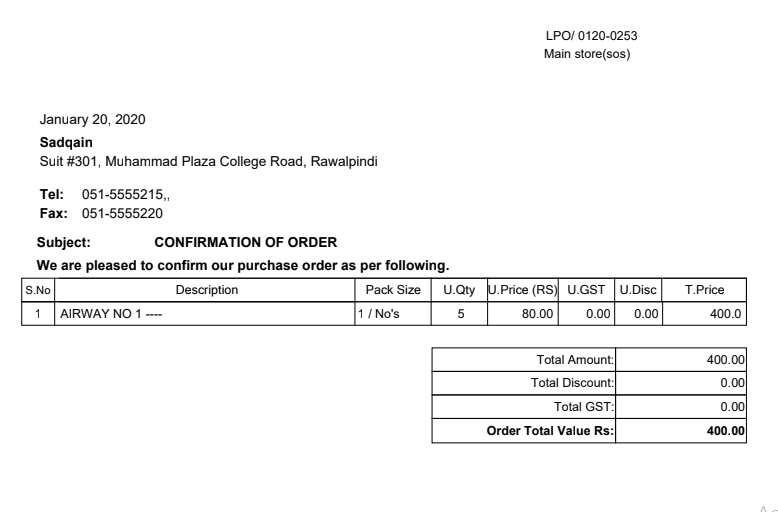 LPO/ 0120-0253
Main store(sos)
January 20, 2020
Sadqain
Suit #301, Muhammad Plaza College Road, Rawalpindi
Tel: 051-5555215,,
Fax: 051-5555220
Subject: CONFIRMATION OF ORDER
We are pleased to confirm our purchase order as per following.
S.No Description Pack Size U.Qty U.Price (RS) U.GST U.Disc T.Price
1 AIRWAY NO 1 ---- 1 / No's 5 80.00 0.00 0.00 400.0
Total Amount: 400.00
Total Discount: 0.00
Total GST: 0.00
Order Total Value Rs: 400.00